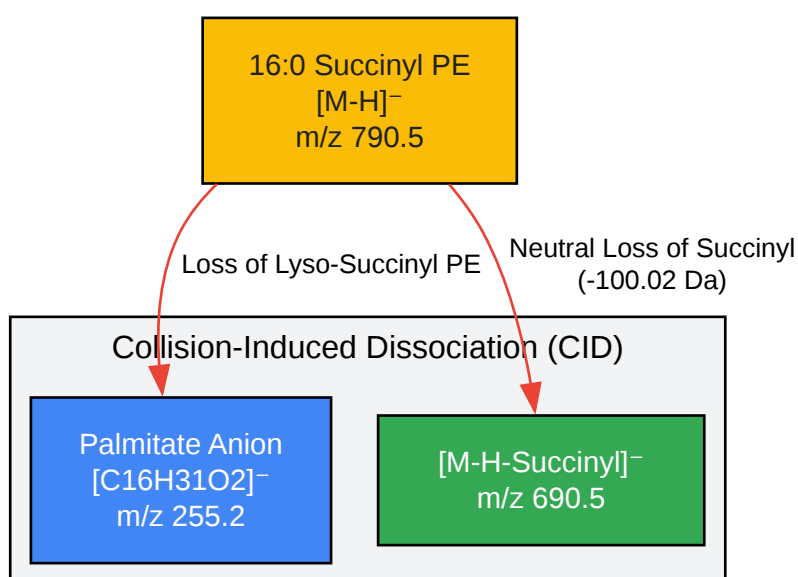 16:0 Succinyl PE
[M-H]⁻
m/z 790.5
Loss of Lyso-Succinyl PE
Neutral Loss of Succinyl
(-100.02 Da)
Collision-Induced Dissociation (CID)
Palmitate Anion
[C16H31O2]⁻
m/z 255.2
[M-H-Succinyl]⁻
m/z 690.5